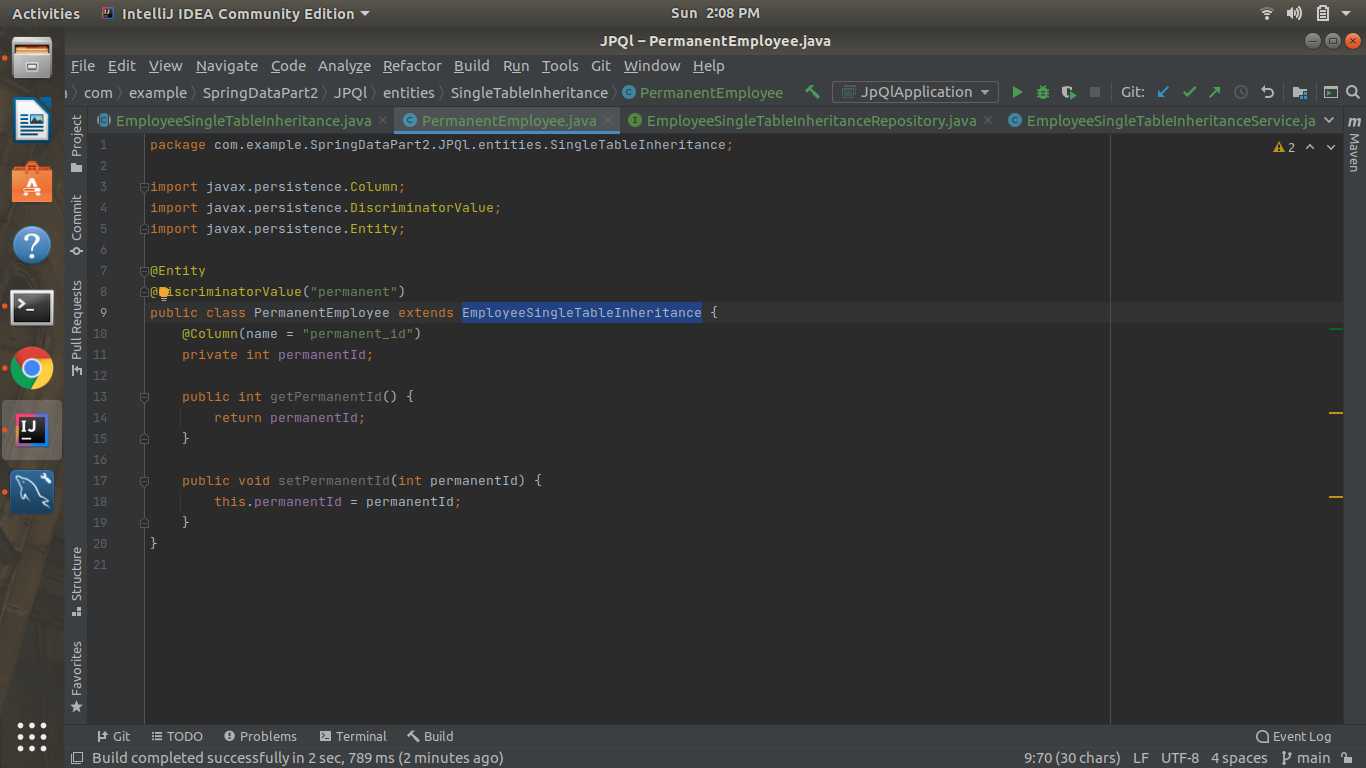 Activities
IntelliJ IDEA Community Edition
Sun 2:08 PM
JPQl – PermanentEmployee.java
File Edit View Navigate Code Analyze Refactor Build Run Tools Git Window Help
com example SpringDataPart2 JPQl entities SingleTableInheritance PermanentEmployee JpQlApplication Git:
EmployeeSingleTableInheritance.java PermanentEmployee.java EmployeeSingleTableInheritanceRepository.java EmployeeSingleTableInheritanceService.ja
Project
Commit
Pull Requests
Structure
Favorites
m
Maven
2
1 package com.example.SpringDataPart2.JPQl.entities.SingleTableInheritance;
2
3 import javax.persistence.Column;
4 import javax.persistence.DiscriminatorValue;
5 import javax.persistence.Entity;
6
7 @Entity
8 @DiscriminatorValue("permanent")
9 public class PermanentEmployee extends EmployeeSingleTableInheritance {
10 @Column(name = "permanent_id")
11 private int permanentId;
12
13 public int getPermanentId() {
14 return permanentId;
15 }
16
17 public void setPermanentId(int permanentId) {
18 this.permanentId = permanentId;
19 }
20 }
21
Git TODO Problems Terminal Build Event Log
Build completed successfully in 2 sec, 789 ms (2 minutes ago) 9:70 (30 chars) LF UTF-8 4 spaces main